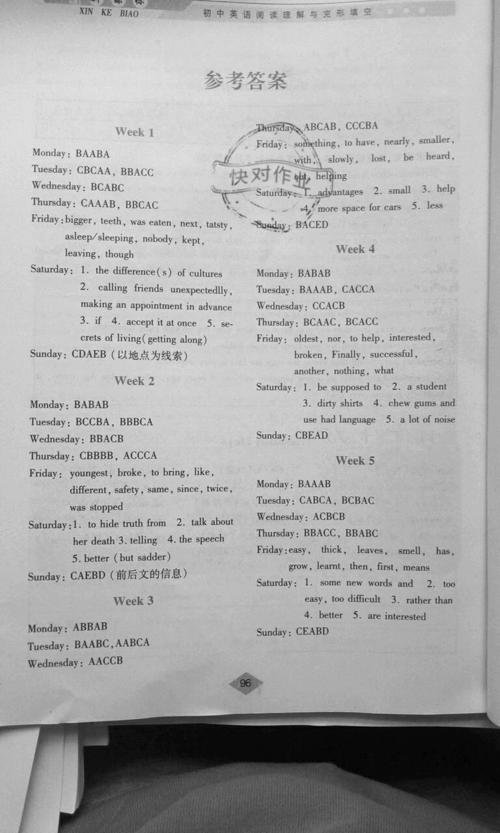 XIN KE BIAO
初中英语阅读理解与完形填空
参考答案
Week 1
Monday: BAABA
Tuesday: CBCAA, BBACC
Wednesday: BCABC
Thursday: CAAAB, BBCAC
Friday: bigger, teeth, was eaten, next, tatsty,
asleep/sleeping, nobody, kept,
leaving, though
Saturday: 1. the difference(s) of cultures
2. calling friends unexpectedlly,
making an appointment in advance
3. if 4. accept it at once 5. se-
crets of living(getting along)
Sunday: CDAEB (以地点为线索)
Week 2
Monday: BABAB
Tuesday: BCCBA, BBBCA
Wednesday: BBACB
Thursday: CBBBB, ACCCA
Friday: youngest, broke, to bring, like,
different, safety, same, since, twice,
was stopped
Saturday: 1. to hide truth from 2. talk about
her death 3. telling 4. the speech
5. better (but sadder)
Sunday: CAEBD (前后文的信息)
Week 3
Monday: ABBAB
Tuesday: BAABC, AABCA
Wednesday: AACCB
Thursday: ABCAB, CCCBA
Friday: something, to have, nearly, smaller,
with, slowly, lost, be heard,
helping
Saturday: 1. advantages 2. small 3. help
4. more space for cars 5. less
Sunday: BACED
快对作业
Week 4
Monday: BABAB
Tuesday: BAAAB, CACCA
Wednesday: CCACB
Thursday: BCAAC, BCACC
Friday: oldest, nor, to help, interested,
broken, Finally, successful,
another, nothing, what
Saturday: 1. be supposed to 2. a student
3. dirty shirts 4. chew gums and
use had language 5. a lot of noise
Sunday: CBEAD
Week 5
Monday: BAAAB
Tuesday: CABCA, BCBAC
Wednesday: ACBCB
Thursday: BBACC, BBABC
Friday: easy, thick, leaves, smell, has,
grow, learnt, then, first, means
Saturday: 1. some new words and 2. too
easy, too difficult 3. rather than
4. better 5. are interested
Sunday: CEABD
96